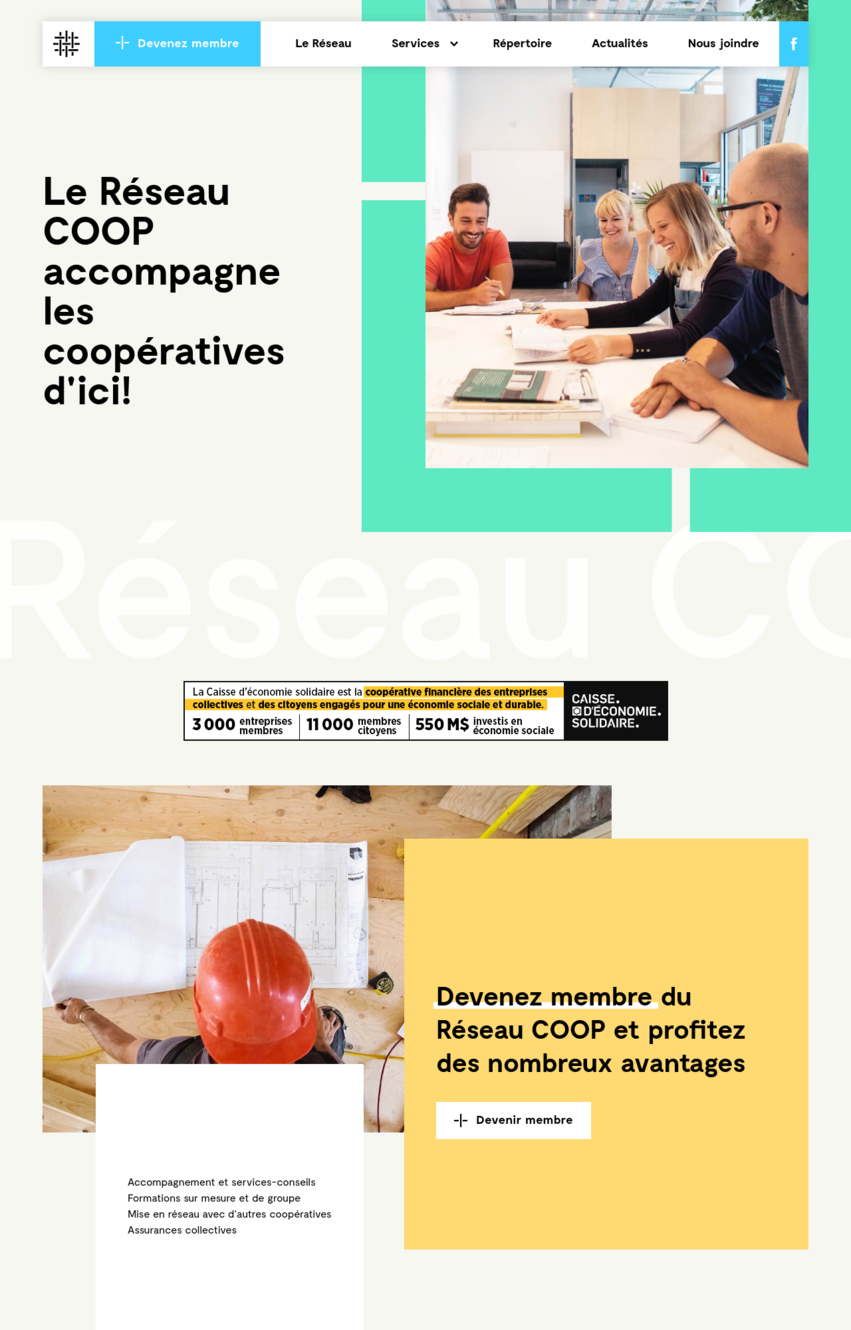 Devenez membre
Le Réseau
Services
Répertoire
Actualités
Nous joindre
f
Le Réseau
COOP
accompagne
les
coopératives
d'ici!
Réseau CO
La Caisse d'économie solidaire est la coopérative financière des entreprises
collectives et des citoyens engagés pour une économie sociale et durable.
3 000 entreprises membres
11 000 membres citoyens
550 M$ investis en économie sociale
CAISSE.
D'ÉCONOMIE.
SOLIDAIRE.
Devenez membre du
Réseau COOP et profitez
des nombreux avantages
Devenir membre
Accompagnement et services-conseils
Formations sur mesure et de groupe
Mise en réseau avec d'autres coopératives
Assurances collectives